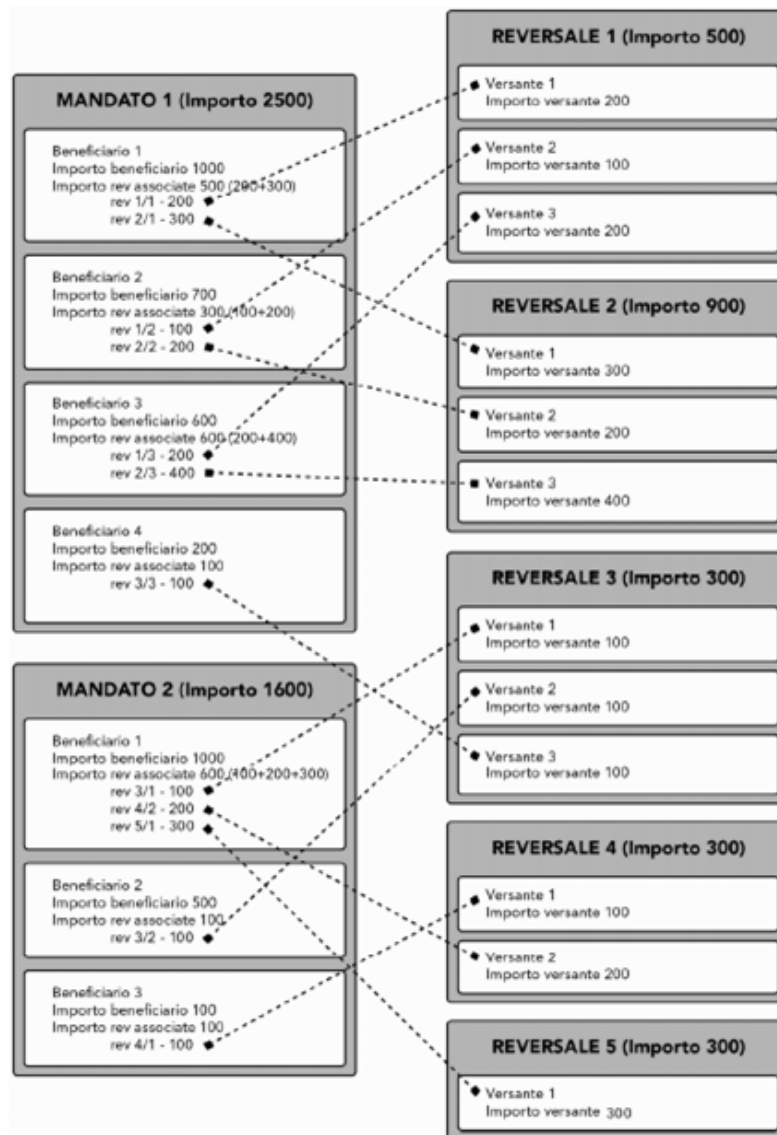 MANDATO 1 (Importo 2500)
Beneficiario 1
Importo beneficiario 1000
Importo rev associate 500 (200+300)
rev 1/1 - 200
rev 2/1 - 300
Beneficiario 2
Importo beneficiario 700
Importo rev associate 300 (100+200)
rev 1/2 - 100
rev 2/2 - 200
Beneficiario 3
Importo beneficiario 600
Importo rev associate 600 (200+400)
rev 1/3 - 200
rev 2/3 - 400
Beneficiario 4
Importo beneficiario 200
Importo rev associate 100
rev 3/3 - 100
MANDATO 2 (Importo 1600)
Beneficiario 1
Importo beneficiario 1000
Importo rev associate 600 (100+200+300)
rev 3/1 - 100
rev 4/2 - 200
rev 5/1 - 300
Beneficiario 2
Importo beneficiario 500
Importo rev associate 100
rev 3/2 - 100
Beneficiario 3
Importo beneficiario 100
Importo rev associate 100
rev 4/1 - 100
REVERSALE 1 (Importo 500)
Versante 1
Importo versante 200
Versante 2
Importo versante 100
Versante 3
Importo versante 200
REVERSALE 2 (Importo 900)
Versante 1
Importo versante 300
Versante 2
Importo versante 200
Versante 3
Importo versante 400
REVERSALE 3 (Importo 300)
Versante 1
Importo versante 100
Versante 2
Importo versante 100
Versante 3
Importo versante 100
REVERSALE 4 (Importo 300)
Versante 1
Importo versante 100
Versante 2
Importo versante 200
REVERSALE 5 (Importo 300)
Versante 1
Importo versante 300